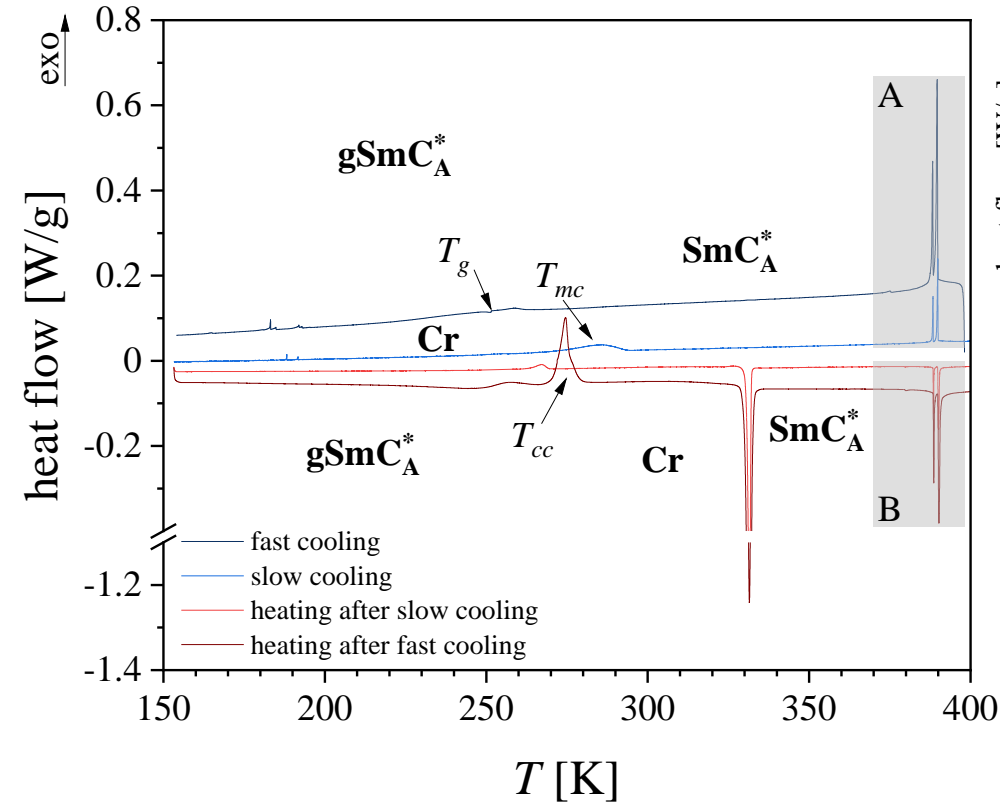 exo
0.8
0.6
0.4
0.2
0
-0.2
-1.2
-1.4
heat flow [W/g]
A
gSmC*A
SmC*A
Tg
Tmc
Cr
Tcc
gSmC*A
Cr
SmC*A
B
fast cooling
slow cooling
heating after slow cooling
heating after fast cooling
150 200 250 300 350 400
T [K]